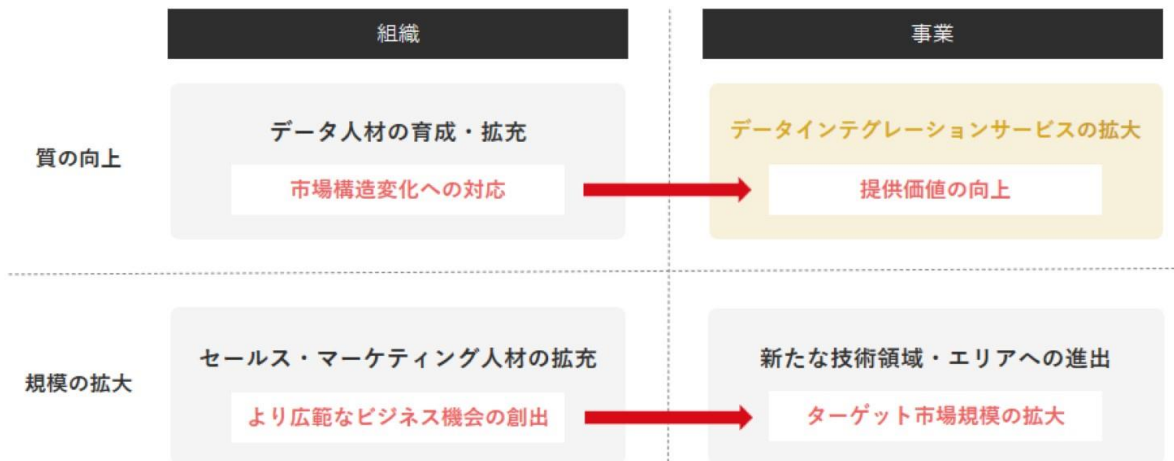 組織
事業
質の向上
データ人材の育成・拡充
市場構造変化への対応
データインテグレーションサービスの拡大
提供価値の向上
規模の拡大
セールス・マーケティング人材の拡充
より広範なビジネス機会の創出
新たな技術領域・エリアへの進出
ターゲット市場規模の拡大